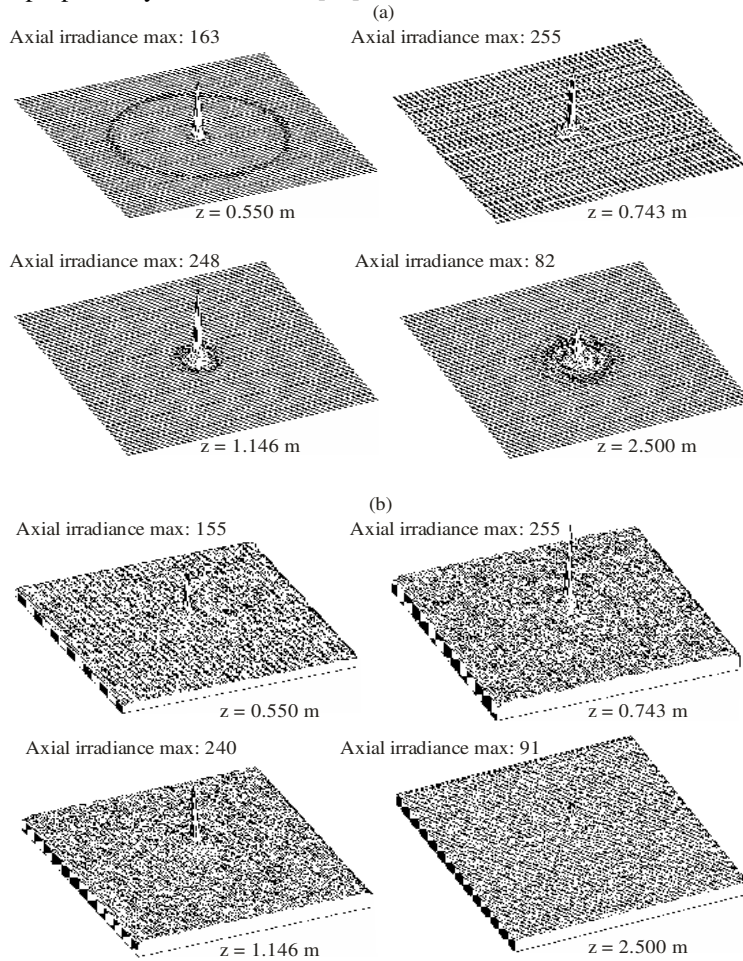 (a)
Axial irradiance max: 163
Axial irradiance max: 255
z = 0.550 m
z = 0.743 m
Axial irradiance max: 248
Axial irradiance max: 82
z = 1.146 m
z = 2.500 m
(b)
Axial irradiance max: 155
Axial irradiance max: 255
z = 0.550 m
z = 0.743 m
Axial irradiance max: 240
Axial irradiance max: 91
z = 1.146 m
z = 2.500 m